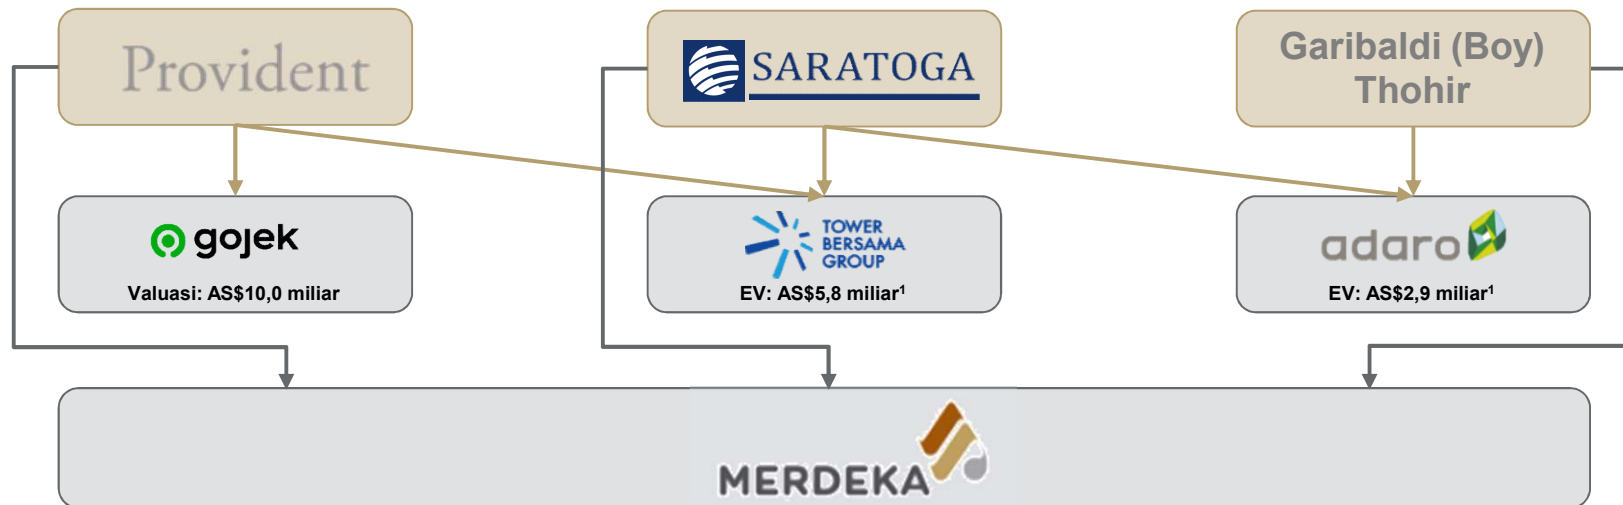 Provident
SARATOGA
Garibaldi (Boy)
Thohir
gojek
Valuasi: AS$10,0 miliar
TOWER
BERSAMA
GROUP
EV: AS$5,8 miliar¹
adaro
EV: AS$2,9 miliar¹
MERDEKA